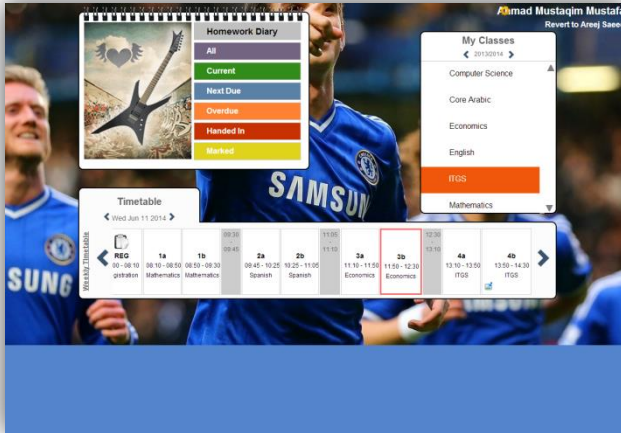 Ahmad Mustaqim Mustafa
Revert to Areej Saeed
Homework Diary
All
Current
Next Due
Overdue
Handed In
Marked
My Classes
2013/2014
Computer Science
Core Arabic
Economics
English
ITGS
Mathematics
SAMSUN
SUNG
Timetable
Wed Jun 11 2014
Weekly Timetable
REG
00 - 08:10
gistration
1a
08:10 - 08:50
Mathematics
1b
08:50 - 09:30
Mathematics
09:30
-
09:45
2a
09:45 - 10:25
Spanish
2b
10:25 - 11:05
Spanish
11:05
-
11:10
3a
11:10 - 11:50
Economics
3b
11:50 - 12:30
Economics
12:30
-
13:10
4a
13:10 - 13:50
ITGS
4b
13:50 - 14:30
ITGS